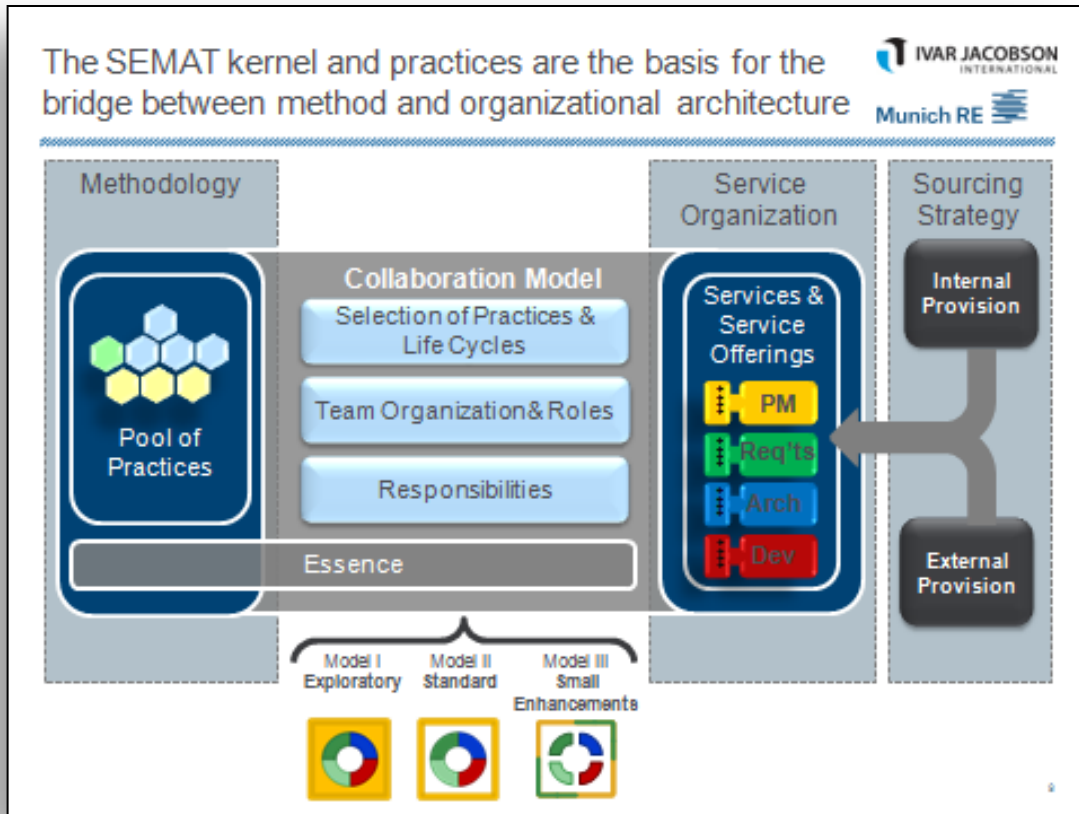 The SEMAT kernel and practices are the basis for the
bridge between method and organizational architecture
IVAR JACOBSON
INTERNATIONAL
Munich RE
Methodology
Service
Organization
Sourcing
Strategy
Collaboration Model
Selection of Practices &
Life Cycles
Team Organization & Roles
Responsibilities
Pool of
Practices
Essence
Services &
Service
Offerings
PM
Req'ts
Arch
Dev
Internal
Provision
External
Provision
Model I
Exploratory
Model II
Standard
Model III
Small
Enhancements